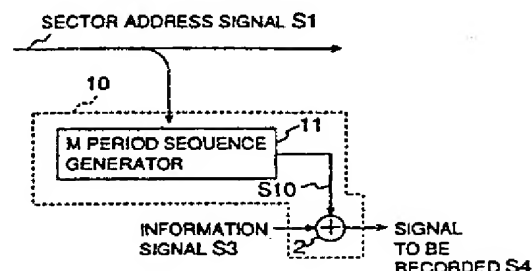 SECTOR ADDRESS SIGNAL S1
10
11
M PERIOD SEQUENCE
GENERATOR
S10
INFORMATION
SIGNAL S3
2
SIGNAL
TO BE
RECORDED S4